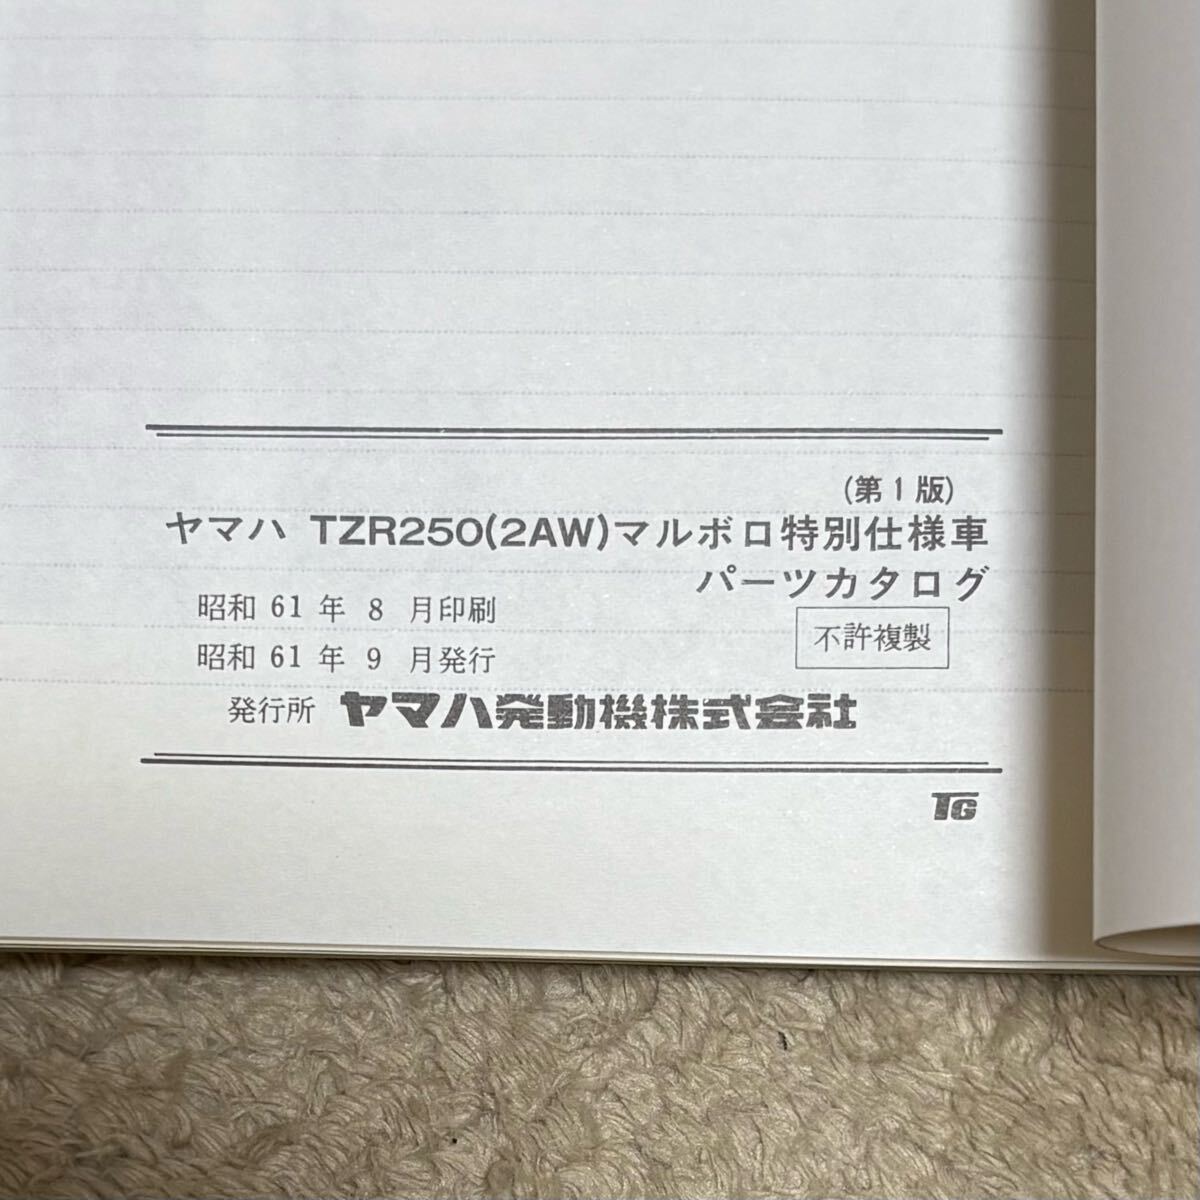 (第1版)
ヤマハ TZR250(2AW)マルボロ特別仕様車
パーツカタログ
昭和 61 年 8 月印刷
不許複製
昭和 61 年 9 月発行
発行所 ヤマハ発動機株式会社
TG